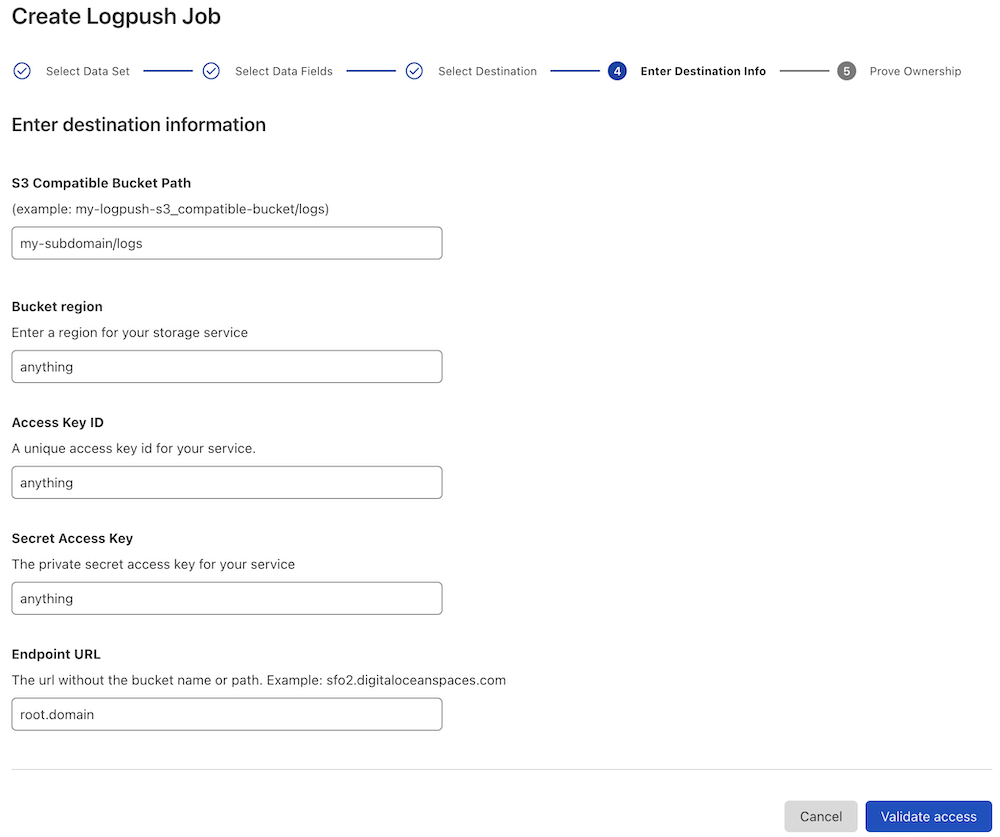 Create Logpush Job
Select Data Set Select Data Fields Select Destination 4 Enter Destination Info 5 Prove Ownership
Enter destination information
S3 Compatible Bucket Path
(example: my-logpush-s3_compatible-bucket/logs)
my-subdomain/logs
Bucket region
Enter a region for your storage service
anything
Access Key ID
A unique access key id for your service.
anything
Secret Access Key
The private secret access key for your service
anything
Endpoint URL
The url without the bucket name or path. Example: sfo2.digitaloceanspaces.com
root.domain
Cancel Validate access